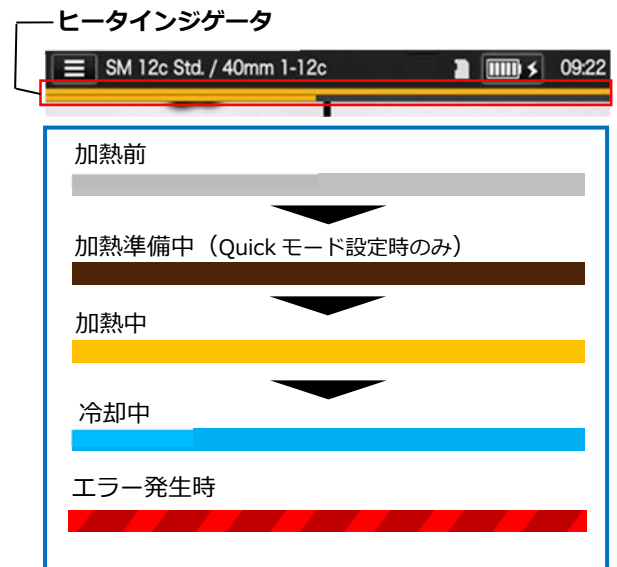 ヒータインジゲータ
SM 12c Std. / 40mm 1-12c 09:22
加熱前
加熱準備中（Quick モード設定時のみ）
加熱中
冷却中
エラー発生時